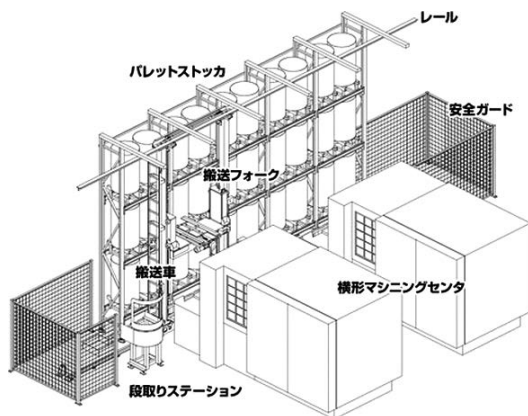 レール
パレットストッカ
安全ガード
搬送フォーク
搬送車
横形マシニングセンタ
段取りステーション